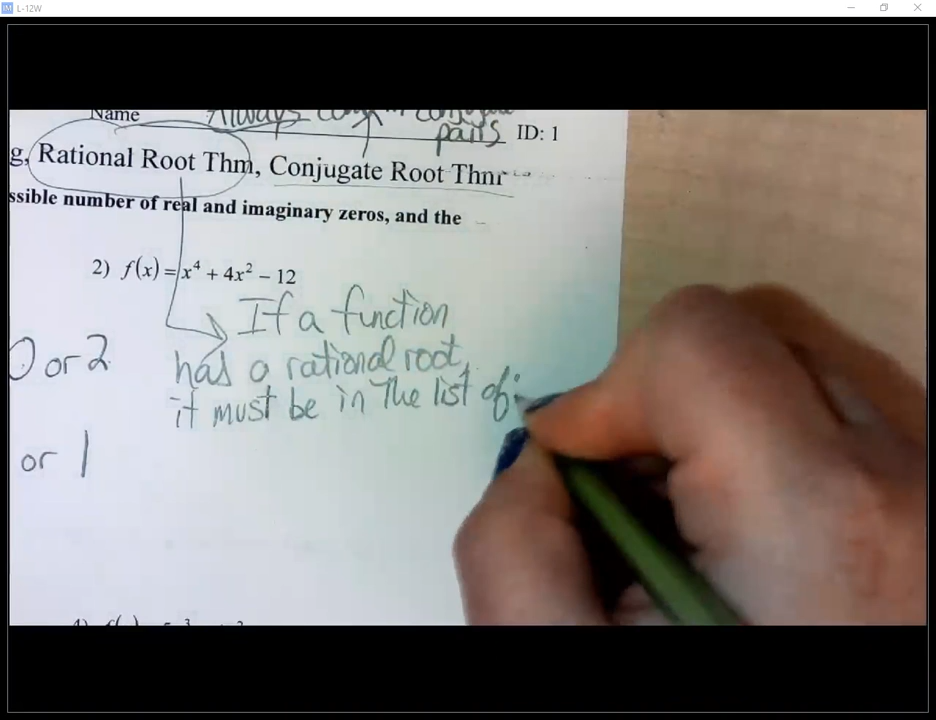 L-12W
Name Always in
pairs ID: 1
g, Rational Root Thm, Conjugate Root Thm
ssible number of real and imaginary zeros, and the
2) f(x) = x⁴ + 4x² − 12
If a function
0 or 2 has a rational root,
it must be in the list of:
or 1